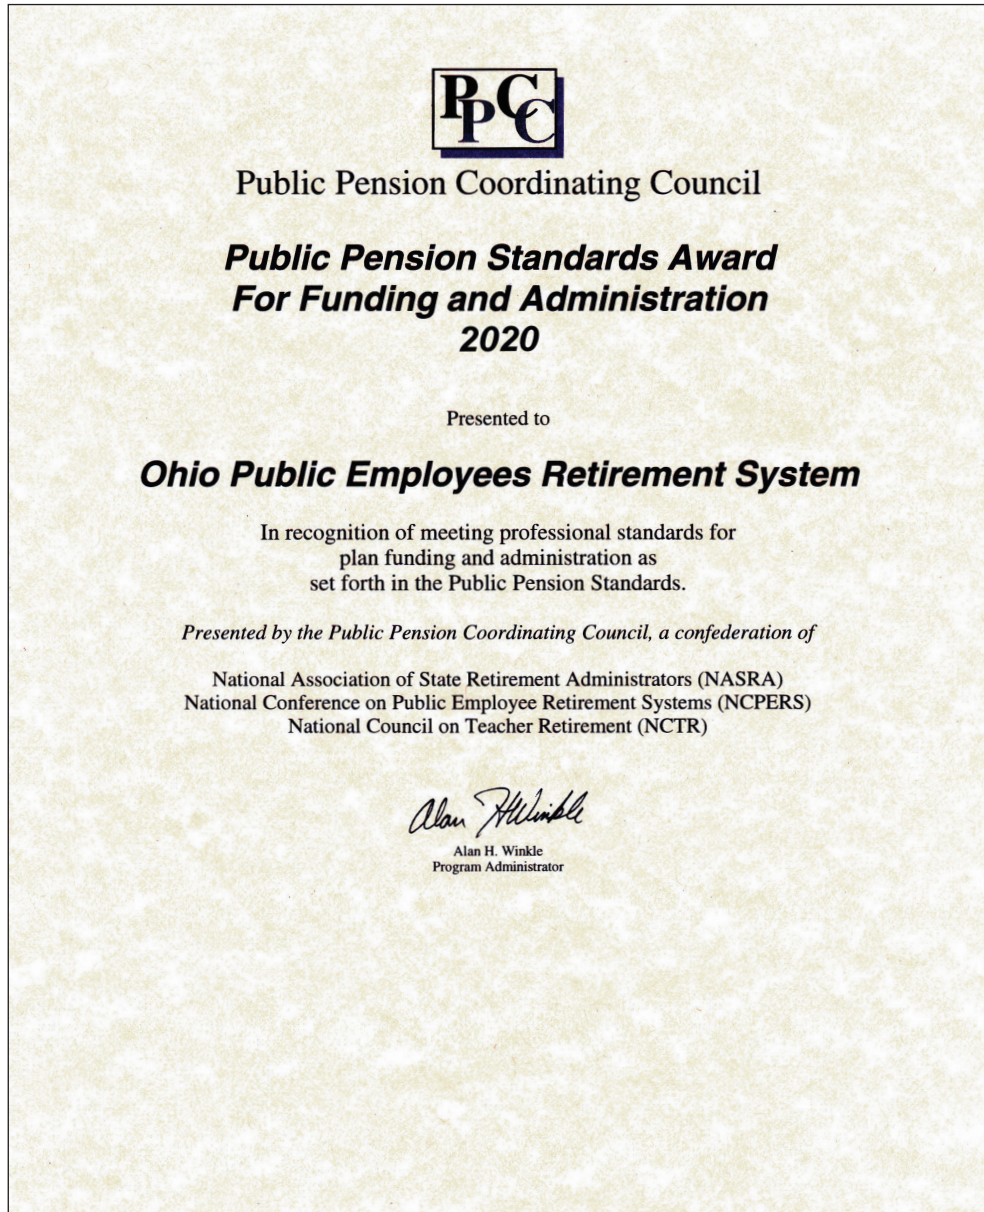 PPCC
Public Pension Coordinating Council
Public Pension Standards Award
For Funding and Administration
2020
Presented to
Ohio Public Employees Retirement System
In recognition of meeting professional standards for
plan funding and administration as
set forth in the Public Pension Standards.
Presented by the Public Pension Coordinating Council, a confederation of
National Association of State Retirement Administrators (NASRA)
National Conference on Public Employee Retirement Systems (NCPERS)
National Council on Teacher Retirement (NCTR)
Alan H Winkle
Alan H. Winkle
Program Administrator